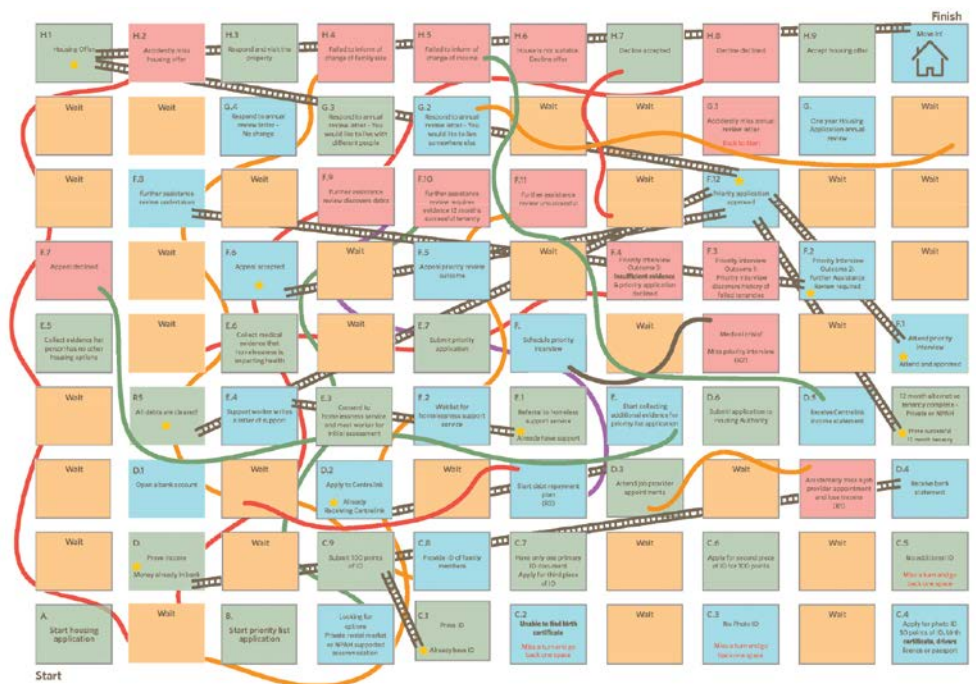 Finish
H.1
Housing Offer
H.2
Accidently miss
housing offer
H.3
Respond and visit the
property
H.4
Failed to inform of
change of family size
H.5
Failed to inform of
change of income
H.6
House is not suitable
Decline offer
H.7
Decline accepted
H.8
Decline declined
H.9
Accept housing offer
Move in!
Wait
Wait
G.4
Respond to annual
review letter -
No change
G.3
Respond to annual
review letter - You
would like to live with
different people
G.2
Respond to annual
review letter - You
would like to live
somewhere else
Wait
Wait
G.1
Accidently miss annual
review letter
Back to Start
G.
One year Housing
Application annual
review
Wait
Wait
F.8
Further assistance
review undertaken
Wait
F.9
Further assistance
review discovers debts
F.10
Further assistance
review requires
evidence 12 months
successful tenancy
F.11
Further assistance
review unsuccessful
Wait
F.12
Priority application
approved
Wait
Wait
F.7
Appeal declined
Wait
F.6
Appeal accepted
Wait
F.5
Appeal priority review
outcome
Wait
F.4
Priority interview
Outcome 3:
Insufficient evidence
& priority application
declined
F.3
Priority interview
Outcome 1:
Priority interview
discovers history of
failed tenancies
F.2
Priority Interview
Outcome 2:
Further Assistance
Review required
Wait
E.5
Collect evidence her
person has no other
housing options
Wait
E.6
Collect medical
evidence that
homelessness is
impacting health
Wait
E.7
Submit priority
application
F.
Schedule priority
interview
Wait
Medical crisis!
Miss priority interview
Wait
F.1
Attend priority
interview
Attend and approved
Wait
All debts are cleared
E.4
Support worker writes
a letter of support
E.3
Consent to
homelessness service
and meet worker for
initial assessment
E.2
Waitlist for
homelessness support
service
E.1
Referral to homeless
support service
Already have support
E.
Start collecting
additional evidence for
priority list application
D.6
Submit application to
Housing Authority
D.5
Receive Centrelink
income statement
12 month alternative
tenancy complete -
Private or NPAH
Have successful
12 month tenancy
Wait
D.1
Open a bank account
Wait
D.2
Apply to Centrelink
Already
Receiving Centrelink
Wait
Start debt repayment
plan
D.3
Attend job provider
appointments
Wait
Accidentally miss a job
provider appointment
and lose income
D.4
Receive bank
statement
Wait
D.
Prove income
Money already in bank
Wait
C.9
Submit 100 points
of ID
C.8
Provide ID of family
members
C.7
Have only one primary
ID document
Apply for third piece
of ID
Wait
C.6
Apply for second piece
of ID for 100 points
Wait
C.5
No additional ID
Miss a turn and go
back one space
A.
Start housing
application
Wait
B.
Start priority list
application
Looking for
options
Private rental market
or NPAH supported
accommodation
C.1
Prove ID
Already have ID
C.2
Unable to find birth
certificate
Miss a turn and go
back one space
Wait
C.3
No Photo ID
Miss a turn and go
back one space
Wait
C.4
Apply for photo ID
50 points of ID, birth
certificate, drivers
licence or passport
Start